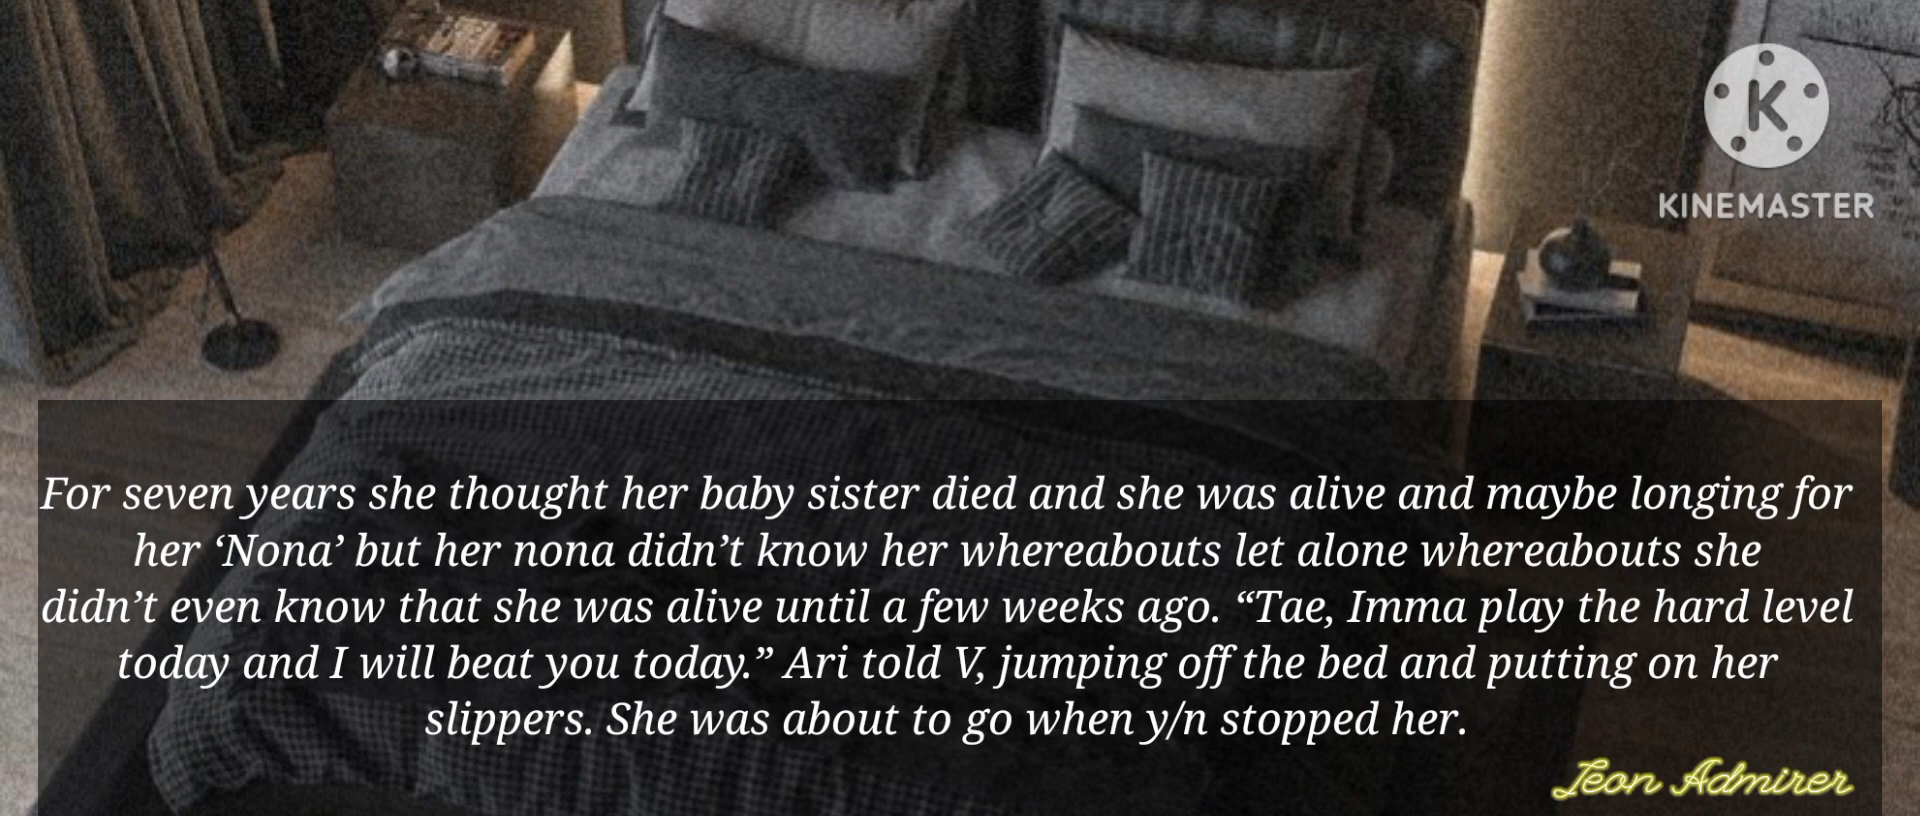 K
KINEMASTER
For seven years she thought her baby sister died and she was alive and maybe longing for
her ‘Nona’ but her nona didn’t know her whereabouts let alone whereabouts she
didn’t even know that she was alive until a few weeks ago. “Tae, Imma play the hard level
today and I will beat you today.” Ari told V, jumping off the bed and putting on her
slippers. She was about to go when y/n stopped her.
Leon Admirer